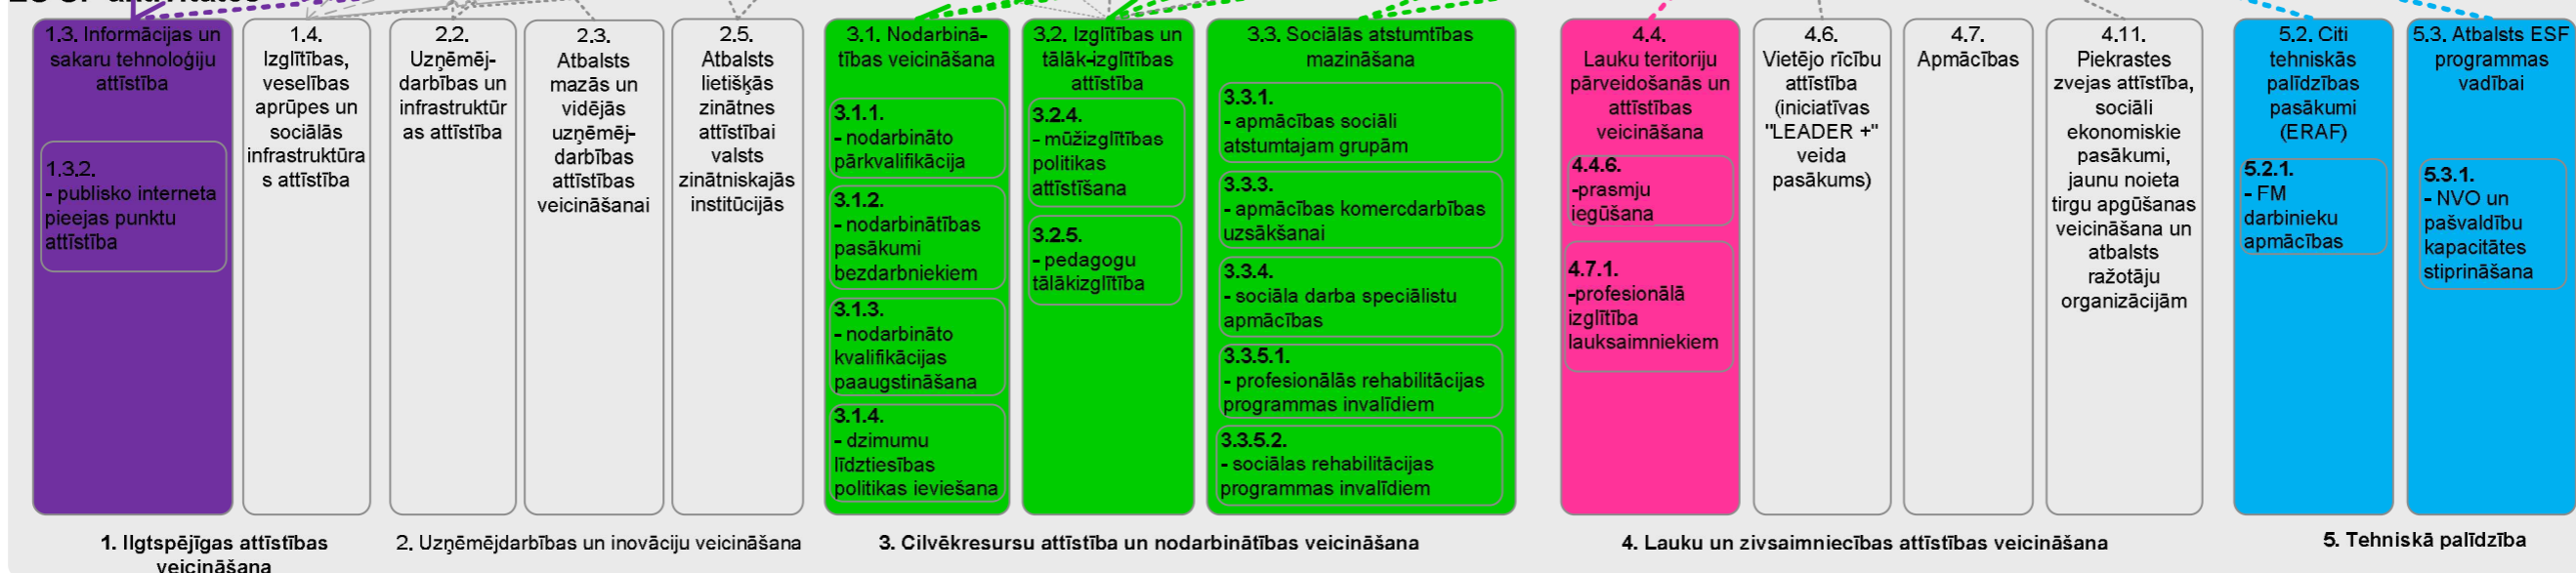 1.3. Informācijas un
sakaru tehnoloģiju
attīstība
1.3.2.
- publisko interneta
pieejas punktu
attīstība
1.4.
Izglītības,
veselības
aprūpes un
sociālās
infrastruktūra
s attīstība
2.2.
Uzņēmēj-
darbības un
infrastruktūr
as attīstība
2.3.
Atbalsts
mazās un
vidējās
uzņēmēj-
darbības
attīstības
veicināšanai
2.5.
Atbalsts
lietišķās
zinātnes
attīstībai
valsts
zinātniskajās
institūcijās
3.1. Nodarbinā-
tības veicināšana
3.1.1.
- nodarbināto
pārkvalifikācija
3.1.2.
- nodarbinātības
pasākumi
bezdarbniekiem
3.1.3.
- nodarbināto
kvalifikācijas
paaugstināšana
3.1.4.
- dzimumu
līdztiesības
politikas ieviešana
3.2. Izglītības un
tālāk-izglītības
attīstība
3.2.4.
- mūžizglītības
politikas
attīstīšana
3.2.5.
- pedagogu
tālākizglītība
3.3. Sociālās atstumtības
mazināšana
3.3.1.
- apmācības sociāli
atstumtajam grupām
3.3.3.
- apmācības komercdarbības
uzsākšanai
3.3.4.
- sociāla darba speciālistu
apmācības
3.3.5.1.
- profesionālās rehabilitācijas
programmas invalīdiem
3.3.5.2.
- sociālas rehabilitācijas
programmas invalīdiem
4.4.
Lauku teritoriju
pārveidošanās un
attīstības
veicināšana
4.4.6.
-prasmju
iegūšana
4.7.1.
-profesionālā
izglītība
lauksaimniekiem
4.6.
Vietējo rīcību
attīstība
(iniciatīvas
"LEADER +"
veida
pasākums)
4.7.
Apmācības
4.11.
Piekrastes
zvejas attīstība,
sociāli
ekonomiskie
pasākumi,
jaunu noieta
tirgu apgūšanas
veicināšana un
atbalsts
ražotāju
organizācijām
5.2. Citi
tehniskās
palīdzības
pasākumi
(ERAF)
5.2.1.
- FM
darbinieku
apmācības
5.3. Atbalsts ESF
programmas
vadībai
5.3.1.
- NVO un
pašvaldību
kapacitātes
stiprināšana
1. Ilgtspējīgas attīstības
veicināšana
2. Uzņēmējdarbības un inovāciju veicināšana
3. Cilvēkresursu attīstība un nodarbinātības veicināšana
4. Lauku un zivsaimniecības attīstības veicināšana
5. Tehniskā palīdzība